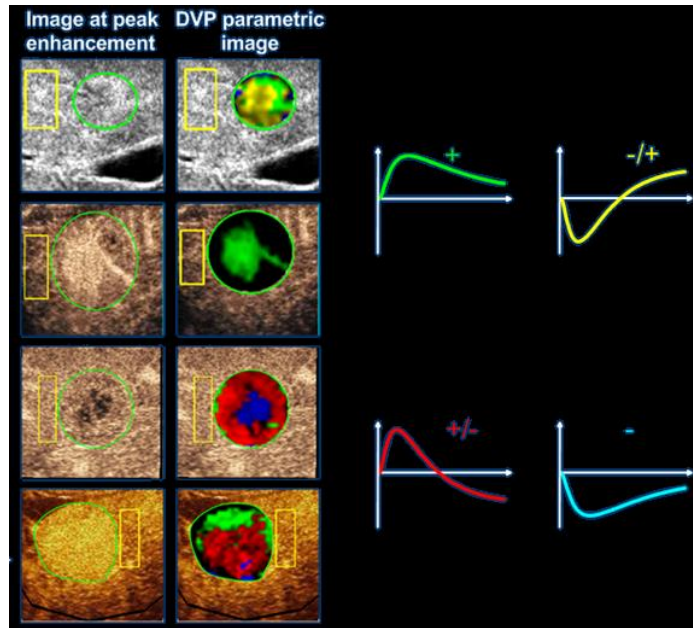 Image at peak
enhancement
DVP parametric
image
+
-/+
+/-
-